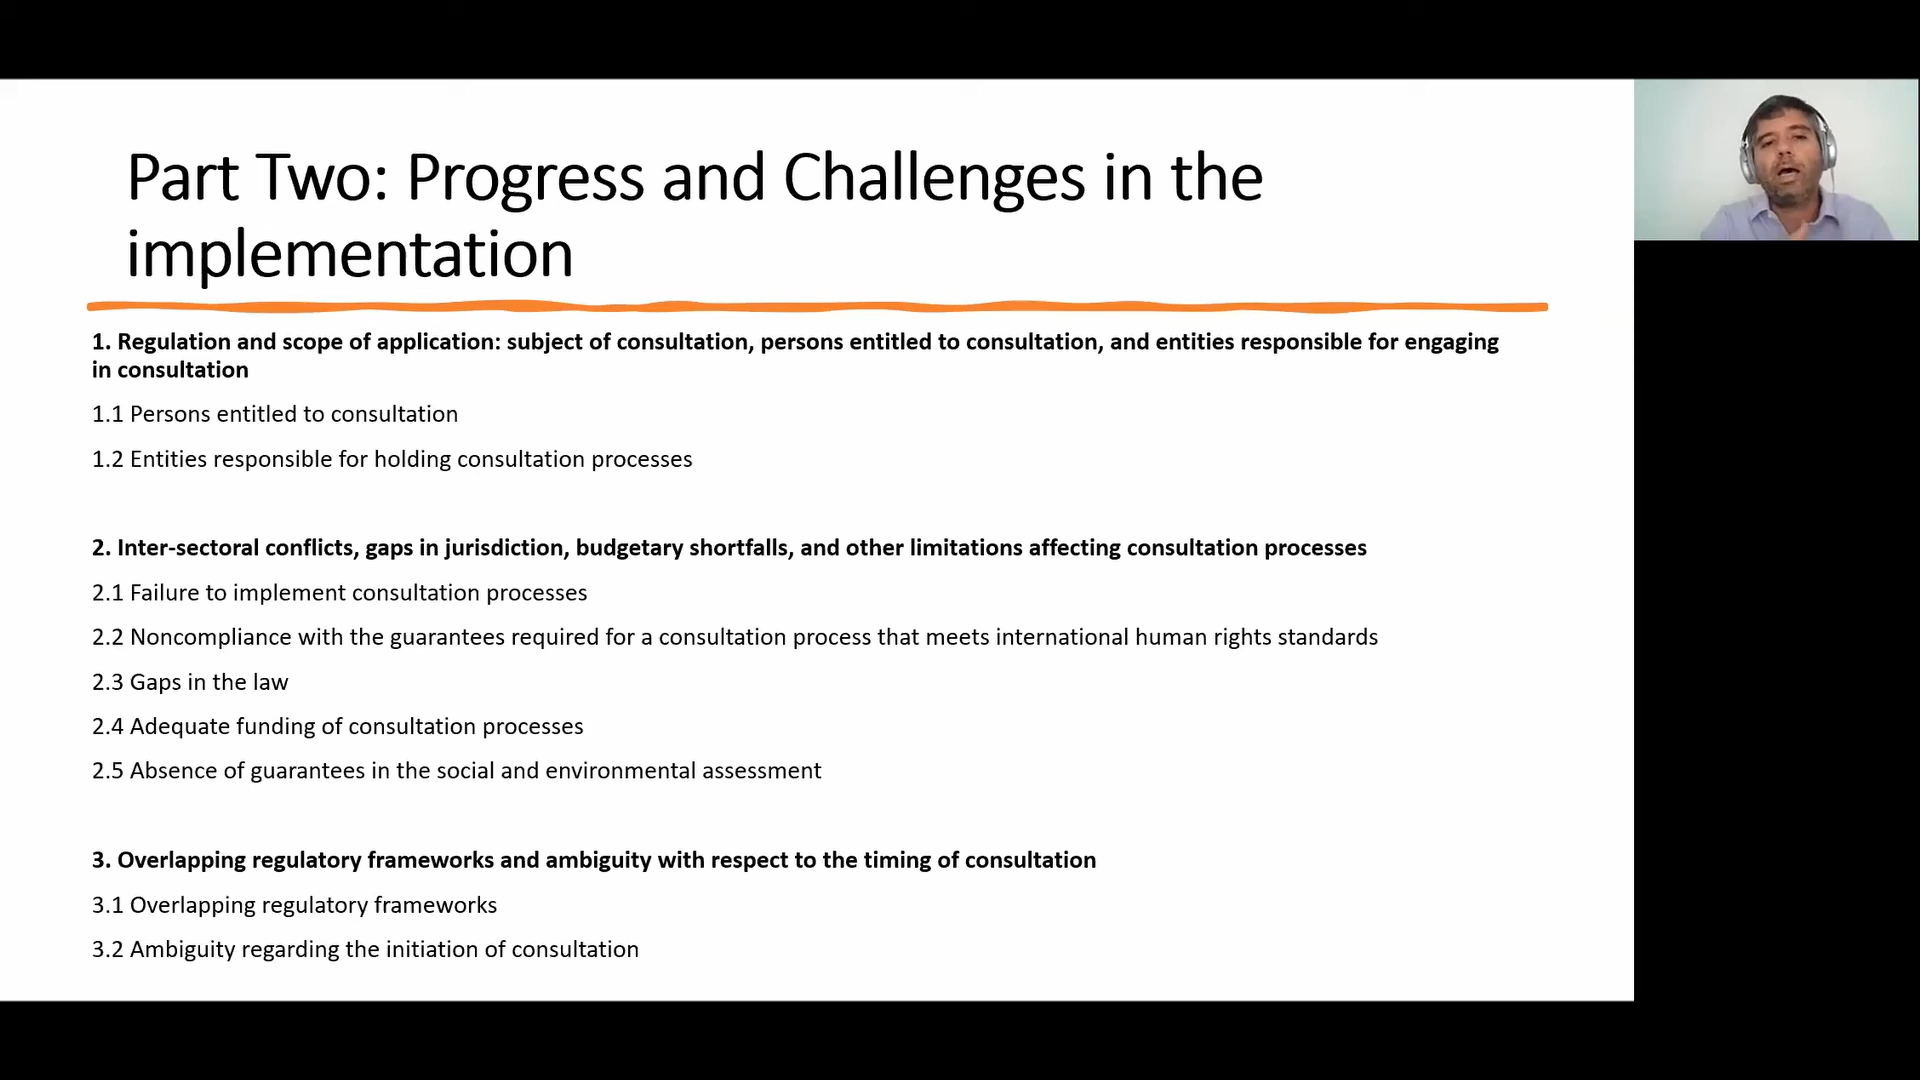 Part Two: Progress and Challenges in the
implementation
1. Regulation and scope of application: subject of consultation, persons entitled to consultation, and entities responsible for engaging
in consultation
1.1 Persons entitled to consultation
1.2 Entities responsible for holding consultation processes
2. Inter-sectoral conflicts, gaps in jurisdiction, budgetary shortfalls, and other limitations affecting consultation processes
2.1 Failure to implement consultation processes
2.2 Noncompliance with the guarantees required for a consultation process that meets international human rights standards
2.3 Gaps in the law
2.4 Adequate funding of consultation processes
2.5 Absence of guarantees in the social and environmental assessment
3. Overlapping regulatory frameworks and ambiguity with respect to the timing of consultation
3.1 Overlapping regulatory frameworks
3.2 Ambiguity regarding the initiation of consultation